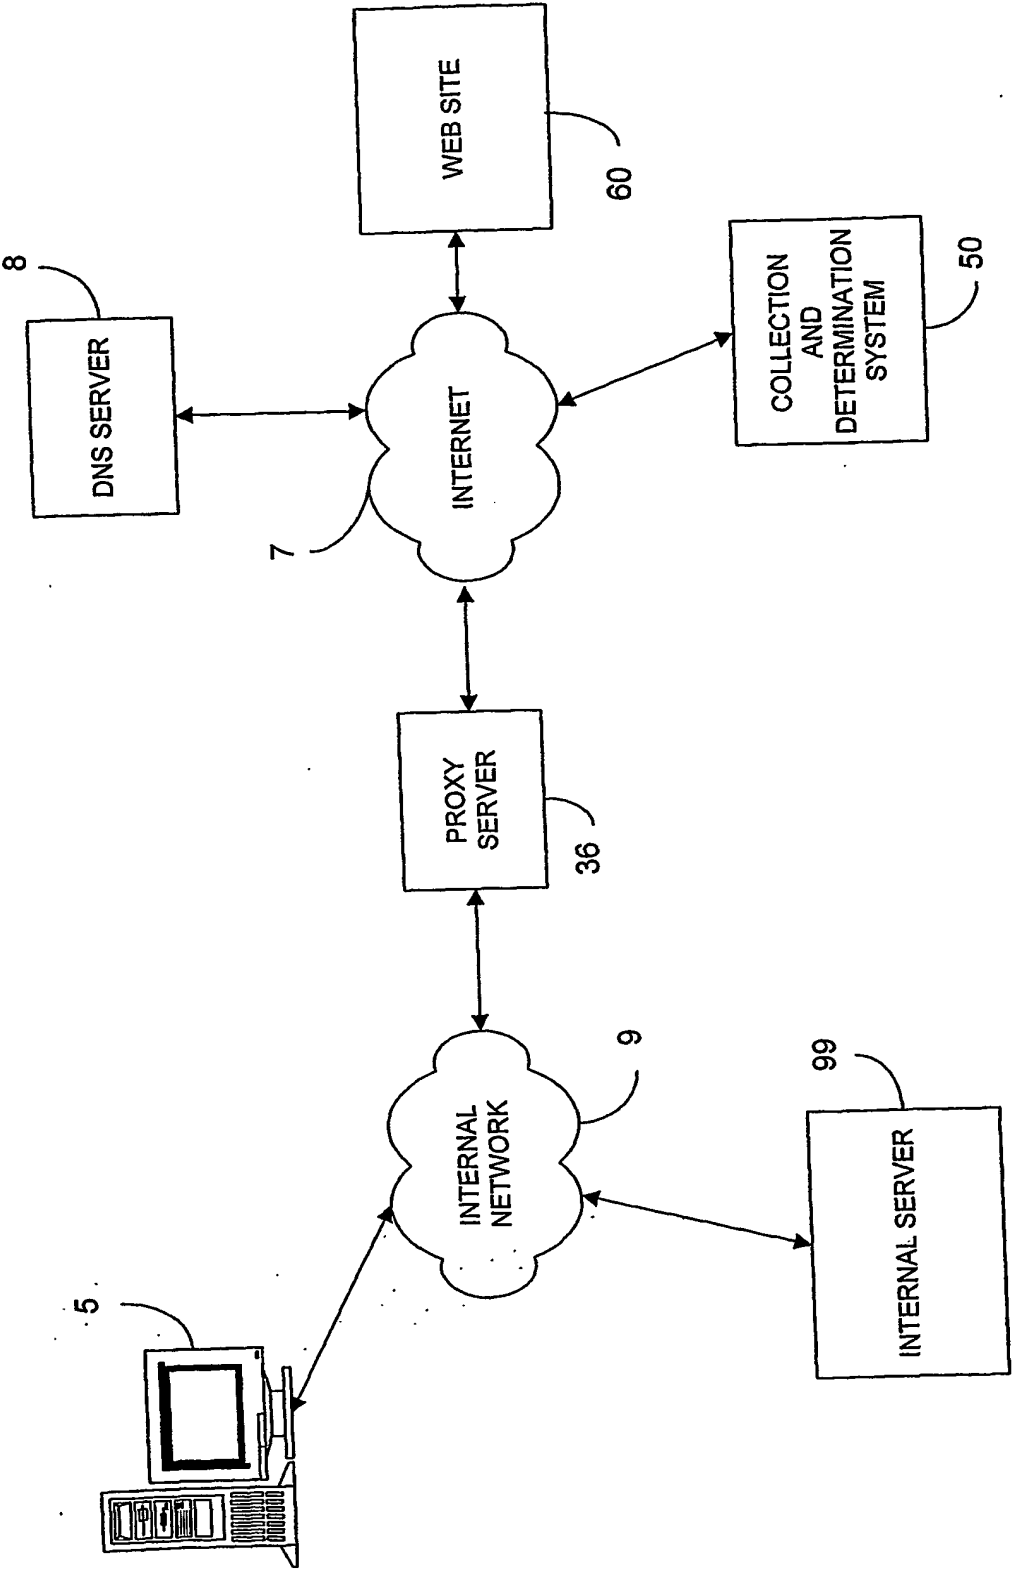 5
INTERNAL
NETWORK
9
INTERNAL SERVER
99
PROXY
SERVER
36
INTERNET
7
DNS SERVER
8
WEB SITE
60
COLLECTION
AND
DETERMINATION
SYSTEM
50